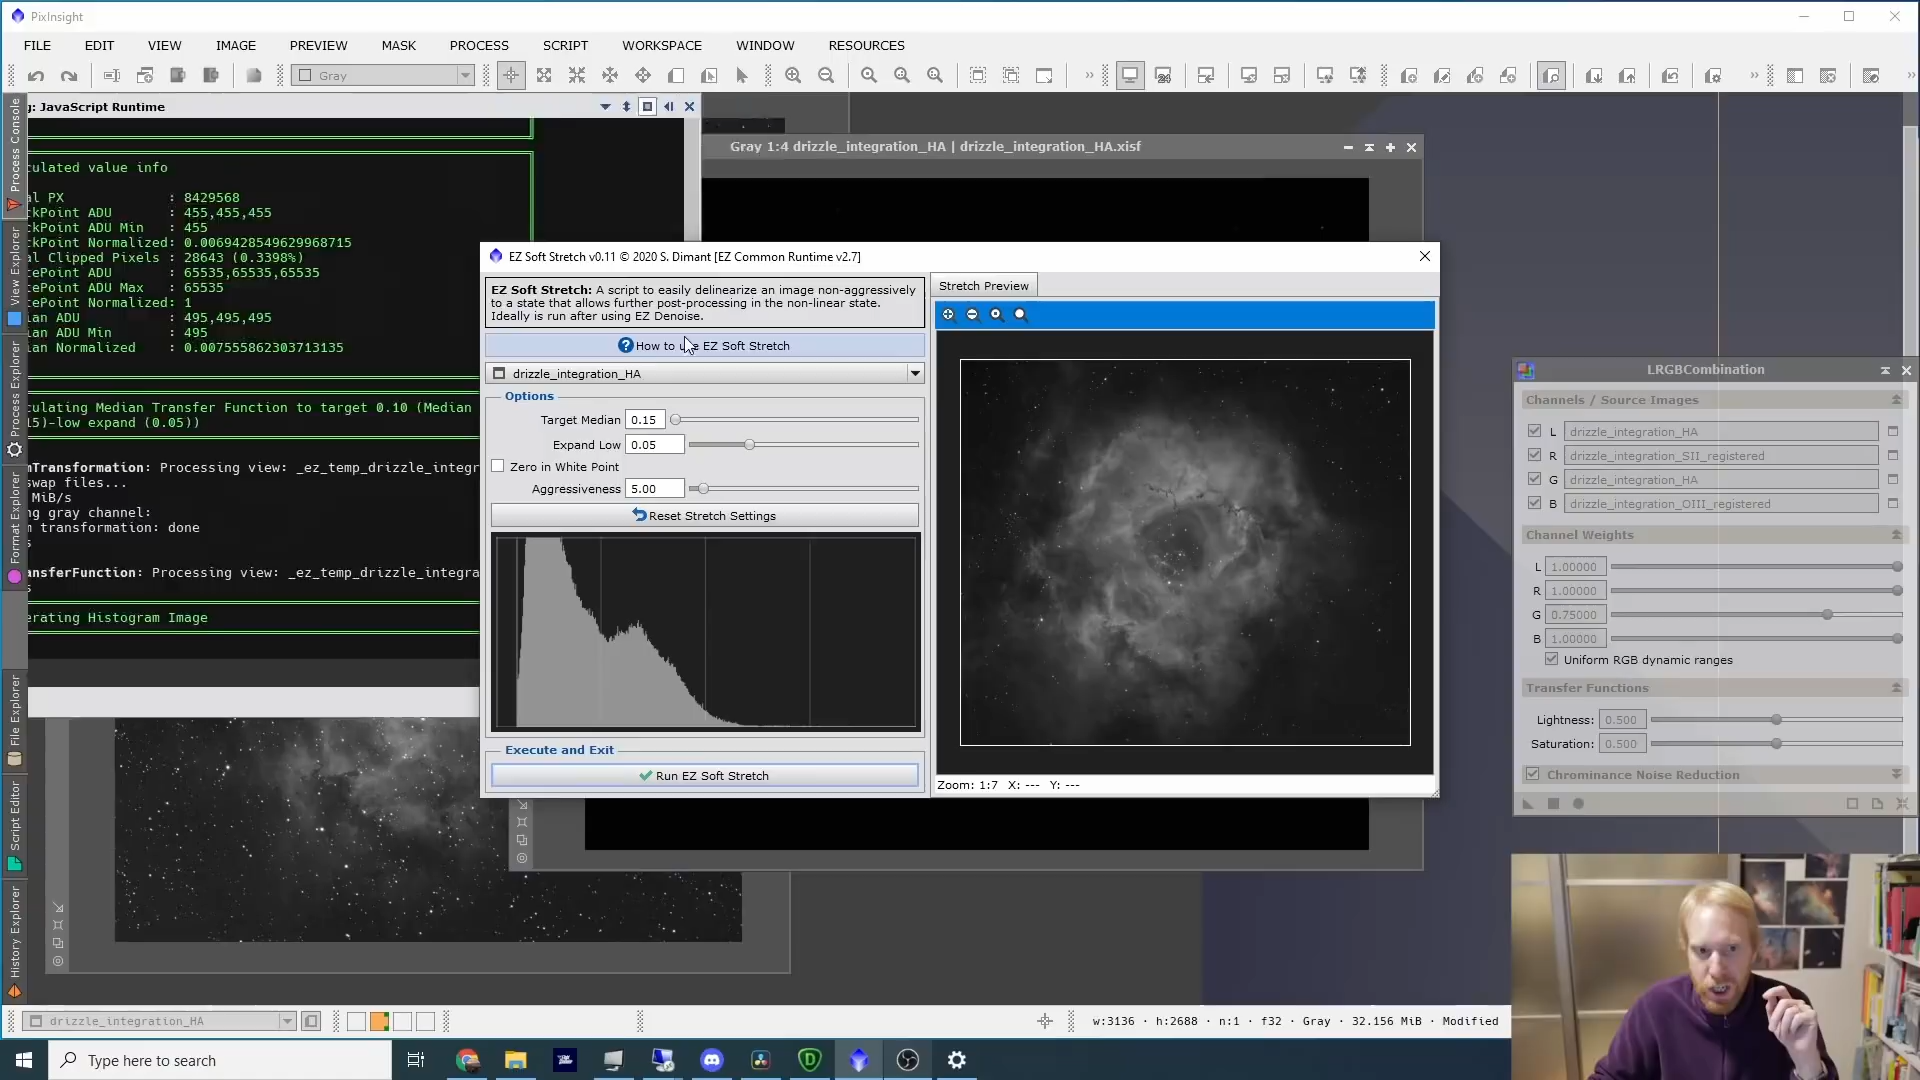 PixInsight
FILE EDIT VIEW IMAGE PREVIEW MASK PROCESS SCRIPT WORKSPACE WINDOW RESOURCES
Gray
g: JavaScript Runtime
Process Console
View Explorer
Process Explorer
Format Explorer
File Explorer
Script Editor
History Explorer
culated value info
al PX : 8429568
ckPoint ADU : 455,455,455
ckPoint ADU Min : 455
ckPoint Normalized: 0.0069428549629968715
al Clipped Pixels : 28643 (0.3398%)
tePoint ADU : 65535,65535,65535
tePoint ADU Max : 65535
tePoint Normalized: 1
ian ADU : 495,495,495
ian ADU Min : 495
ian Normalized : 0.007555862303713135
culating Median Transfer Function to target 0.10 (Median
15)-low expand (0.05))
mTransformation: Processing view: _ez_temp_drizzle_integr
swap files...
MiB/s
ng gray channel:
m transformation: done
s
ansferFunction: Processing view: _ez_temp_drizzle_integra
s
erating Histogram Image
Gray 1:4 drizzle_integration_HA | drizzle_integration_HA.xisf
EZ Soft Stretch v0.11 © 2020 S. Dimant [EZ Common Runtime v2.7]
EZ Soft Stretch: A script to easily delinearize an image non-aggressively
to a state that allows further post-processing in the non-linear state.
Ideally is run after using EZ Denoise.
How to use EZ Soft Stretch
drizzle_integration_HA
Options
Target Median 0.15
Expand Low 0.05
Zero in White Point
Aggressiveness 5.00
Reset Stretch Settings
Execute and Exit
Run EZ Soft Stretch
Stretch Preview
Zoom: 1:7 X: --- Y: ---
LRGBCombination
Channels / Source Images
L drizzle_integration_HA
R drizzle_integration_SII_registered
G drizzle_integration_HA
B drizzle_integration_OIII_registered
Channel Weights
L 1.00000
R 1.00000
G 0.75000
B 1.00000
Uniform RGB dynamic ranges
Transfer Functions
Lightness: 0.500
Saturation: 0.500
Chrominance Noise Reduction
drizzle_integration_HA
w:3136 · h:2688 · n:1 · f32 · Gray · 32.156 MiB · Modified
Type here to search